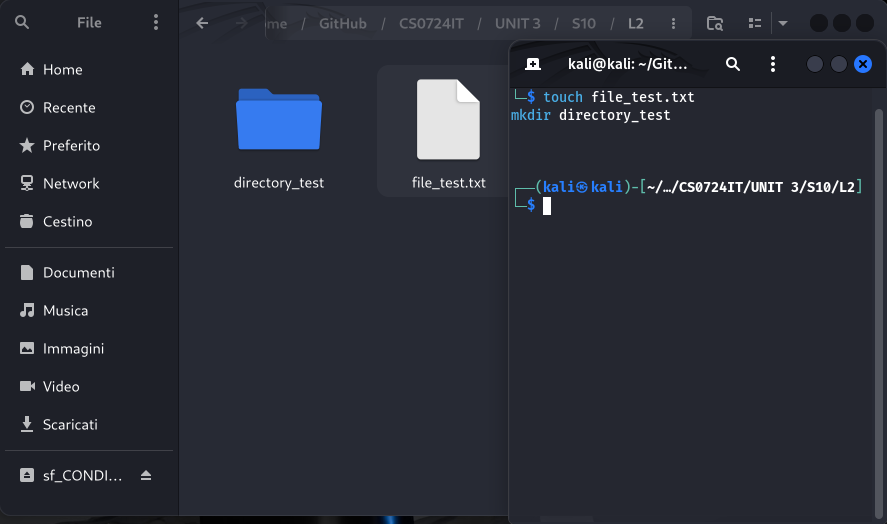 File
me / GitHub / CS0724IT / UNIT 3 / S10 / L2
Home
Recente
Preferito
Network
Cestino
Documenti
Musica
Immagini
Video
Scaricati
sf_CONDI...
directory_test
file_test.txt
kali@kali: ~/Git...
└─$ touch file_test.txt
mkdir directory_test
┌──(kali㉿kali)-[~/…/CS0724IT/UNIT 3/S10/L2]
└─$